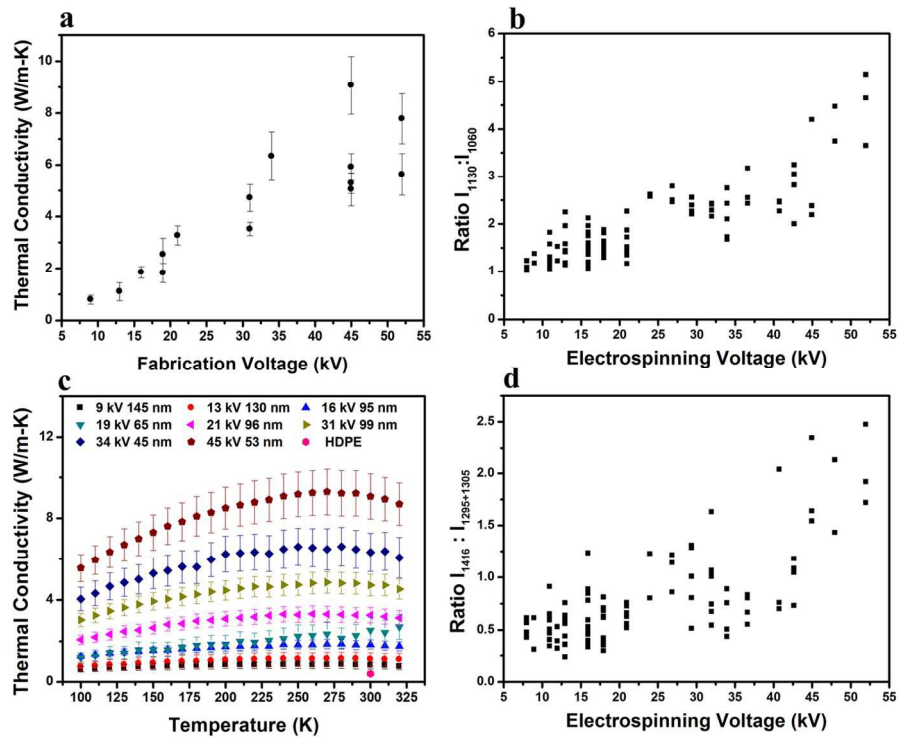 a
Thermal Conductivity (W/m-K)
10
8
6
4
2
0
5 10 15 20 25 30 35 40 45 50 55
Fabrication Voltage (kV)
b
Ratio I1130:I1060
6
5
4
3
2
1
0
5 10 15 20 25 30 35 40 45 50 55
Electrospinning Voltage (kV)
c
Thermal Conductivity (W/m-K)
12
8
4
0
9 kV 145 nm 13 kV 130 nm 16 kV 95 nm
19 kV 65 nm 21 kV 96 nm 31 kV 99 nm
34 kV 45 nm 45 kV 53 nm HDPE
100 125 150 175 200 225 250 275 300 325
Temperature (K)
d
Ratio I1416 : I1295+1305
2.5
2.0
1.5
1.0
0.5
0.0
5 10 15 20 25 30 35 40 45 50 55
Electrospinning Voltage (kV)